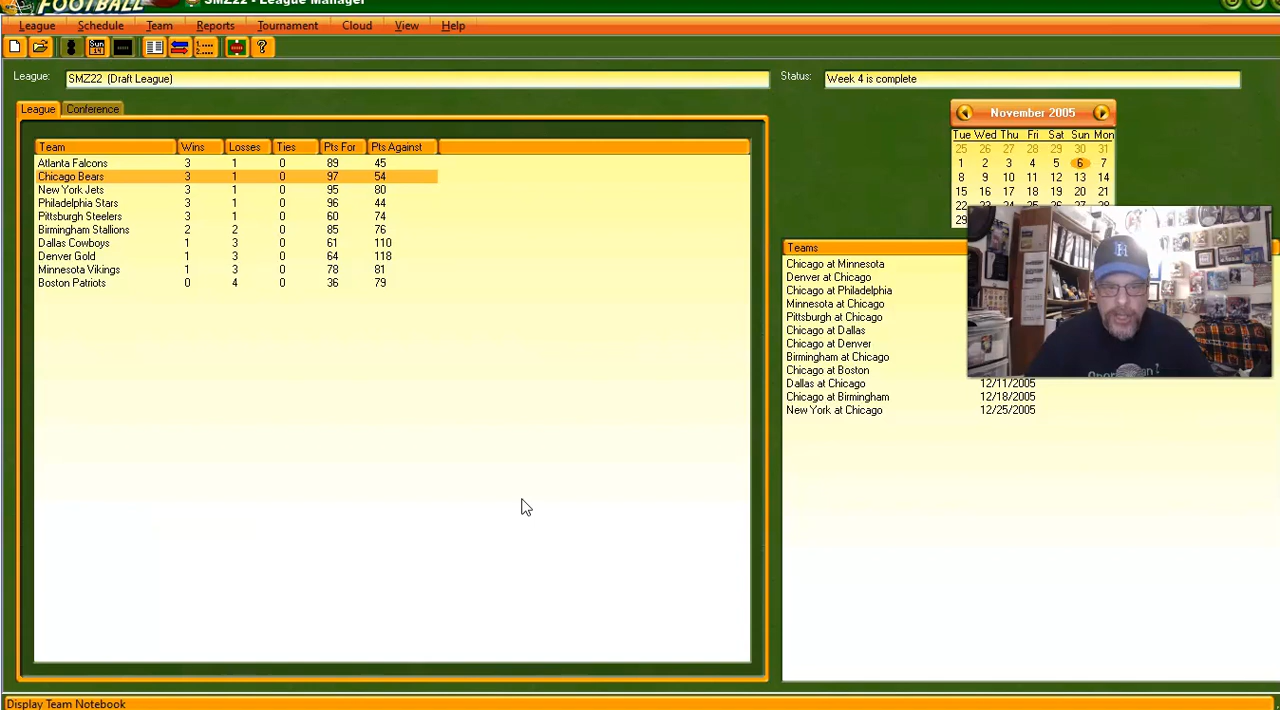 FOOTBALL SMZ22 - League Manager
League Schedule Team Reports Tournament Cloud View Help
League: SMZ22 (Draft League) Status: Week 4 is complete
League Conference
Team Wins Losses Ties Pts For Pts Against
Atlanta Falcons 3 1 0 89 45
Chicago Bears 3 1 0 97 54
New York Jets 3 1 0 95 80
Philadelphia Stars 3 1 0 96 44
Pittsburgh Steelers 3 1 0 60 74
Birmingham Stallions 2 2 0 85 76
Dallas Cowboys 1 3 0 61 110
Denver Gold 1 3 0 64 118
Minnesota Vikings 1 3 0 78 81
Boston Patriots 0 4 0 36 79
November 2005
Tue Wed Thu Fri Sat Sun Mon
25 26 27 28 29 30 31
1 2 3 4 5 6 7
8 9 10 11 12 13 14
15 16 17 18 19 20 21
22
29
Teams
Chicago at Minnesota
Denver at Chicago
Chicago at Philadelphia
Minnesota at Chicago
Pittsburgh at Chicago
Chicago at Dallas
Chicago at Denver
Birmingham at Chicago
Chicago at Boston
Dallas at Chicago 12/11/2005
Chicago at Birmingham 12/18/2005
New York at Chicago 12/25/2005
Display Team Notebook